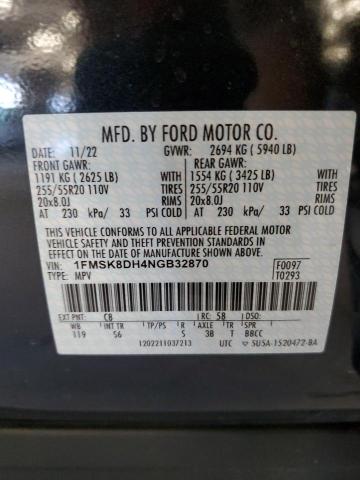 MFD. BY FORD MOTOR CO.
DATE: 11/22 GVWR: 2694 KG ( 5940 LB)
FRONT GAWR: REAR GAWR:
1191 KG ( 2625 LB) WITH 1554 KG ( 3425 LB) WITH
255/55R20 110V TIRES 255/55R20 110V TIRES
20x8.0J RIMS 20x8.0J RIMS
AT 230 kPa/ 33 PSI COLD AT 230 kPa/ 33 PSI COLD
THIS VEHICLE CONFORMS TO ALL APPLICABLE FEDERAL MOTOR
VEHICLE SAFETY AND THEFT PREVENTION STANDARDS IN
EFFECT ON THE DATE OF MANUFACTURE SHOWN ABOVE.
VIN: 1FMSK8DH4NGB32870 F0097
TYPE: MPV T0293
EXT PNT: CB RC: 58 DSO:
WB INT TR TP/PS R AXLE TR SPR
119 S6 S 3B T BBCC
1202211037213 UTC ▽ 5U5A-1520472-BA